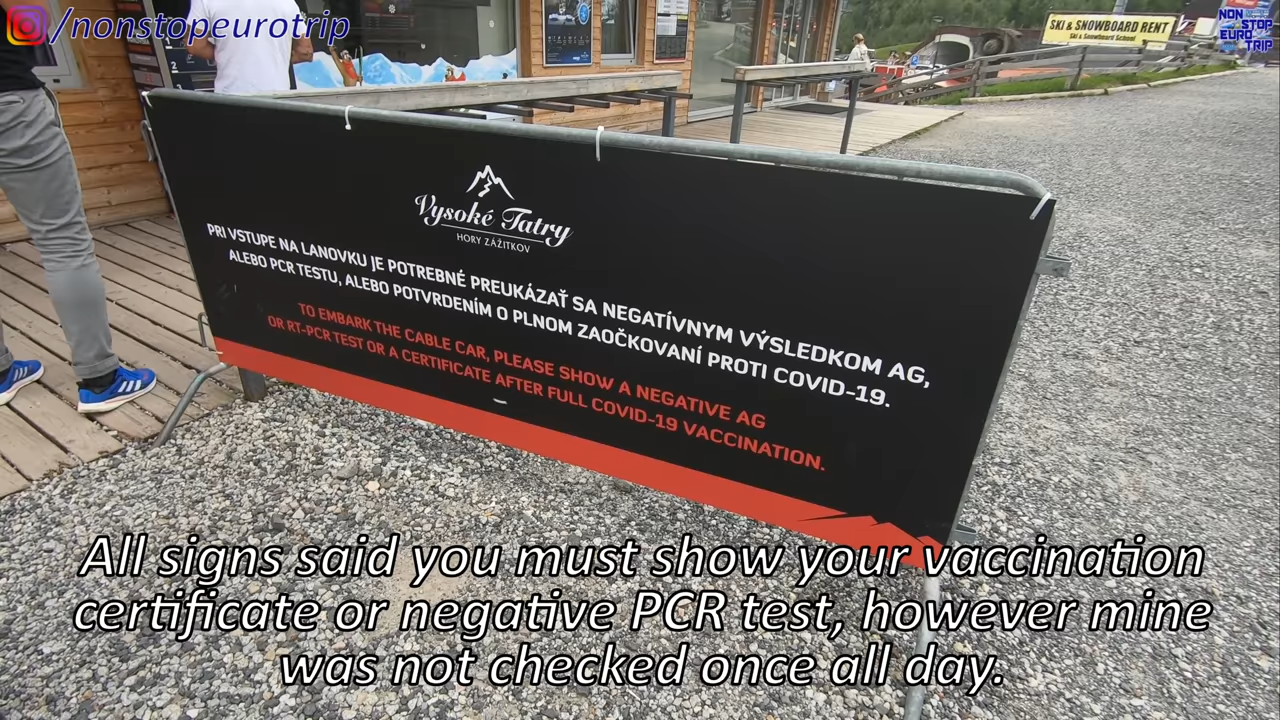 /nonstopeurotrip
SKI & SNOWBOARD RENT
Ski & Snowboard School
NON
STOP
EURO
TRIP
Vysoké Tatry
HORY ZÁŽITKOV
PRI VSTUPE NA LANOVKU JE POTREBNÉ PREUKÁZAŤ SA NEGATÍVNYM VÝSLEDKOM AG,
ALEBO PCR TESTU, ALEBO POTVRDENÍM O PLNOM ZAOČKOVANÍ PROTI COVID-19.
TO EMBARK THE CABLE CAR, PLEASE SHOW A NEGATIVE AG
OR RT-PCR TEST OR A CERTIFICATE AFTER FULL COVID-19 VACCINATION.
All signs said you must show your vaccination
certificate or negative PCR test, however mine
was not checked once all day.